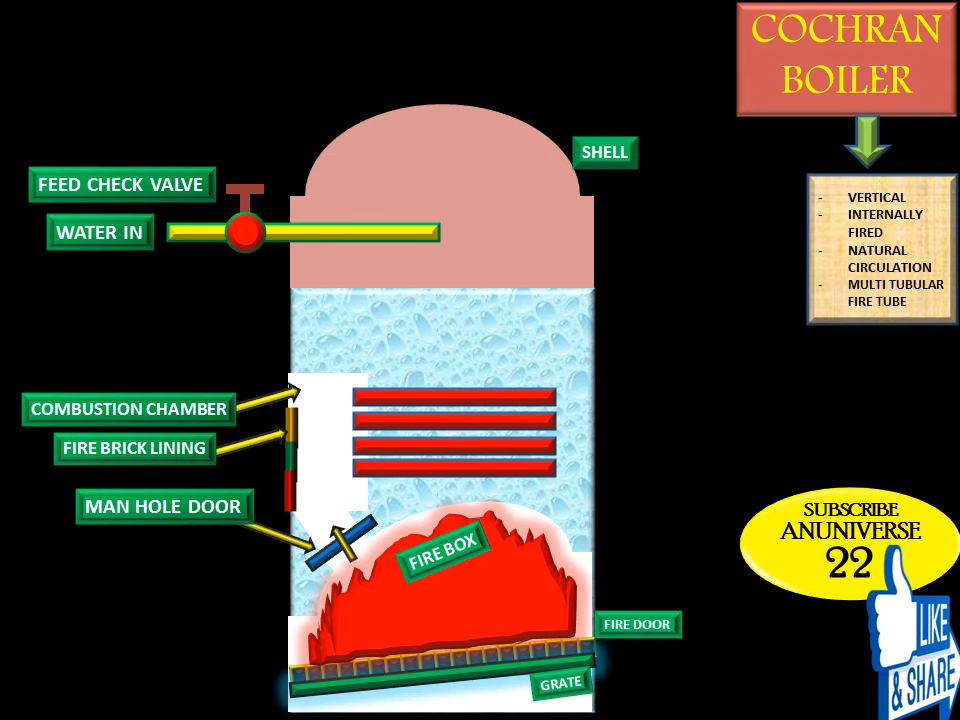 COCHRAN
BOILER
SHELL
FEED CHECK VALVE
WATER IN
- VERTICAL
- INTERNALLY
FIRED
- NATURAL
CIRCULATION
- MULTI TUBULAR
FIRE TUBE
COMBUSTION CHAMBER
FIRE BRICK LINING
MAN HOLE DOOR
FIRE BOX
SUBSCRIBE
ANUNIVERSE
22
FIRE DOOR
GRATE
LIKE
& SHARE